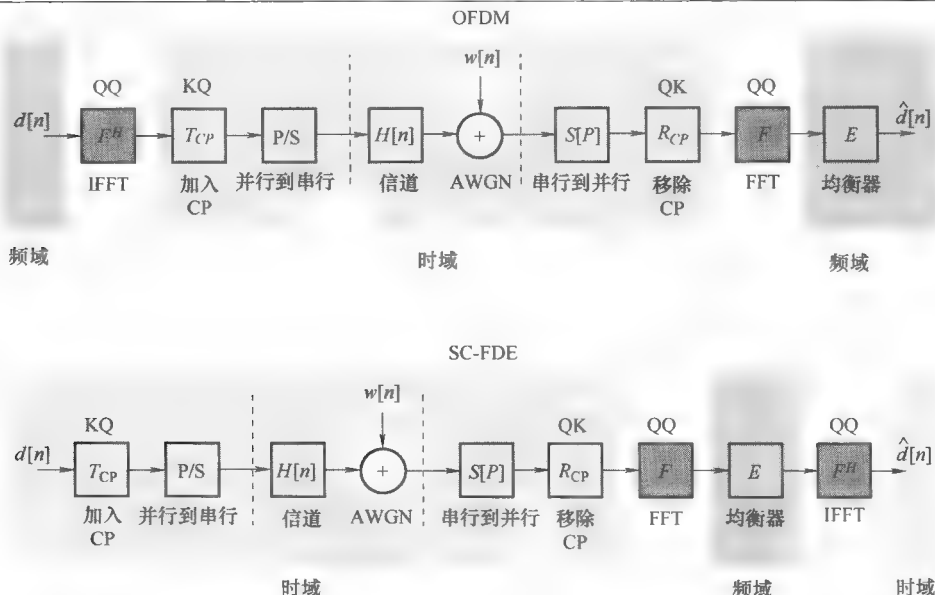 OFDM
w[n]
QQ KQ QK QQ
d[n] F^H T_CP P/S H[n] + S[P] R_CP F E d̂[n]
IFFT 加入 并行到串行 信道 AWGN 串行到并行 移除 FFT 均衡器
CP CP
频域 时域 频域
SC-FDE
w[n]
KQ QK QQ QQ
d[n] T_CP P/S H[n] + S[P] R_CP F E F^H d̂[n]
加入 并行到串行 信道 AWGN 串行到并行 移除 FFT 均衡器 IFFT
CP CP
时域 频域 时域